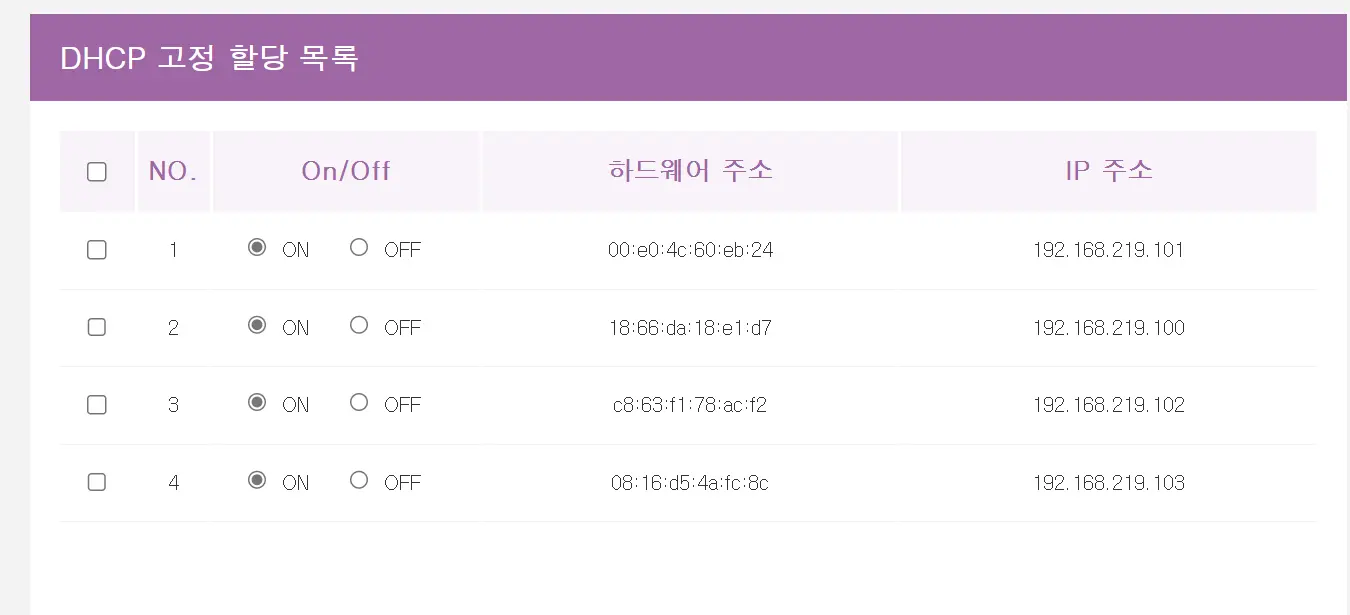 DHCP 고정 할당 목록
NO. On/Off 하드웨어 주소 IP 주소
1 ON OFF 00:e0:4c:60:eb:24 192.168.219.101
2 ON OFF 18:66:da:18:e1:d7 192.168.219.100
3 ON OFF c8:63:f1:78:ac:f2 192.168.219.102
4 ON OFF 08:16:d5:4a:fc:8c 192.168.219.103